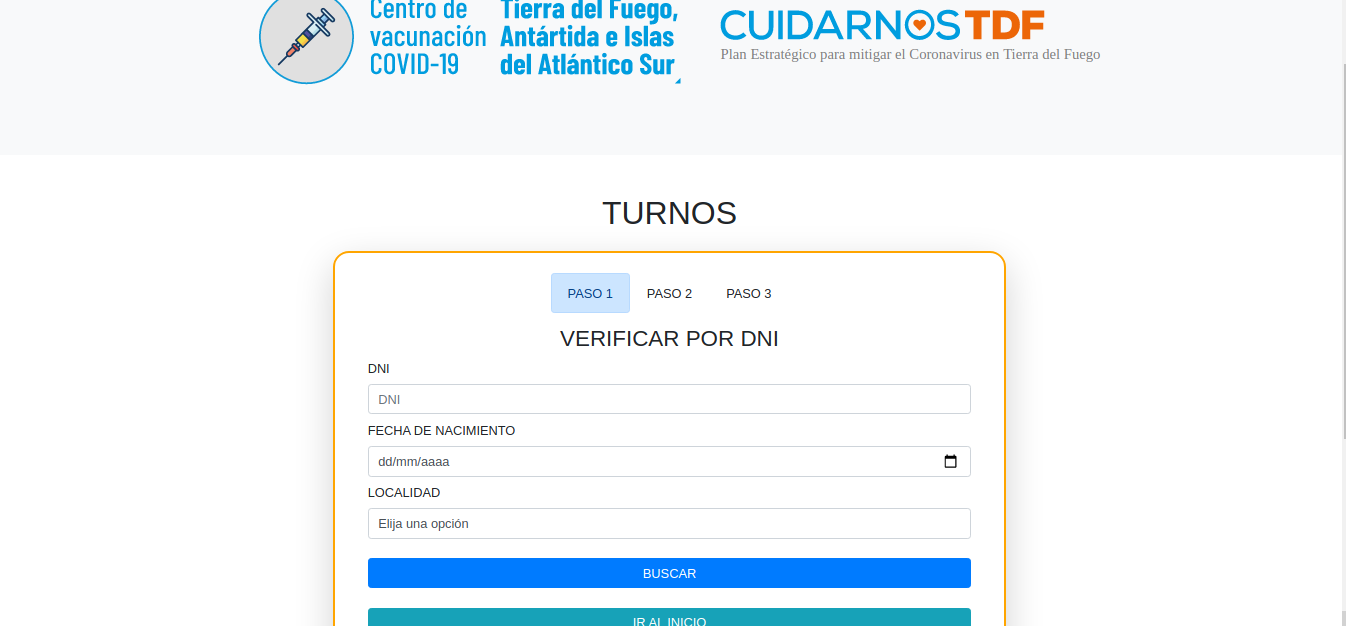 Centro de
vacunación
COVID-19
Tierra del Fuego,
Antártida e Islas
del Atlántico Sur
CUIDARNOSTDF
Plan Estratégico para mitigar el Coronavirus en Tierra del Fuego
TURNOS
PASO 1 PASO 2 PASO 3
VERIFICAR POR DNI
DNI
DNI
FECHA DE NACIMIENTO
dd/mm/aaaa
LOCALIDAD
Elija una opción
BUSCAR
IR AL INICIO